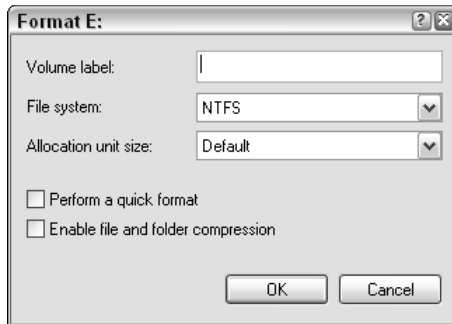 Format E:
Volume label:
File system: NTFS
Allocation unit size: Default
Perform a quick format
Enable file and folder compression
OK Cancel